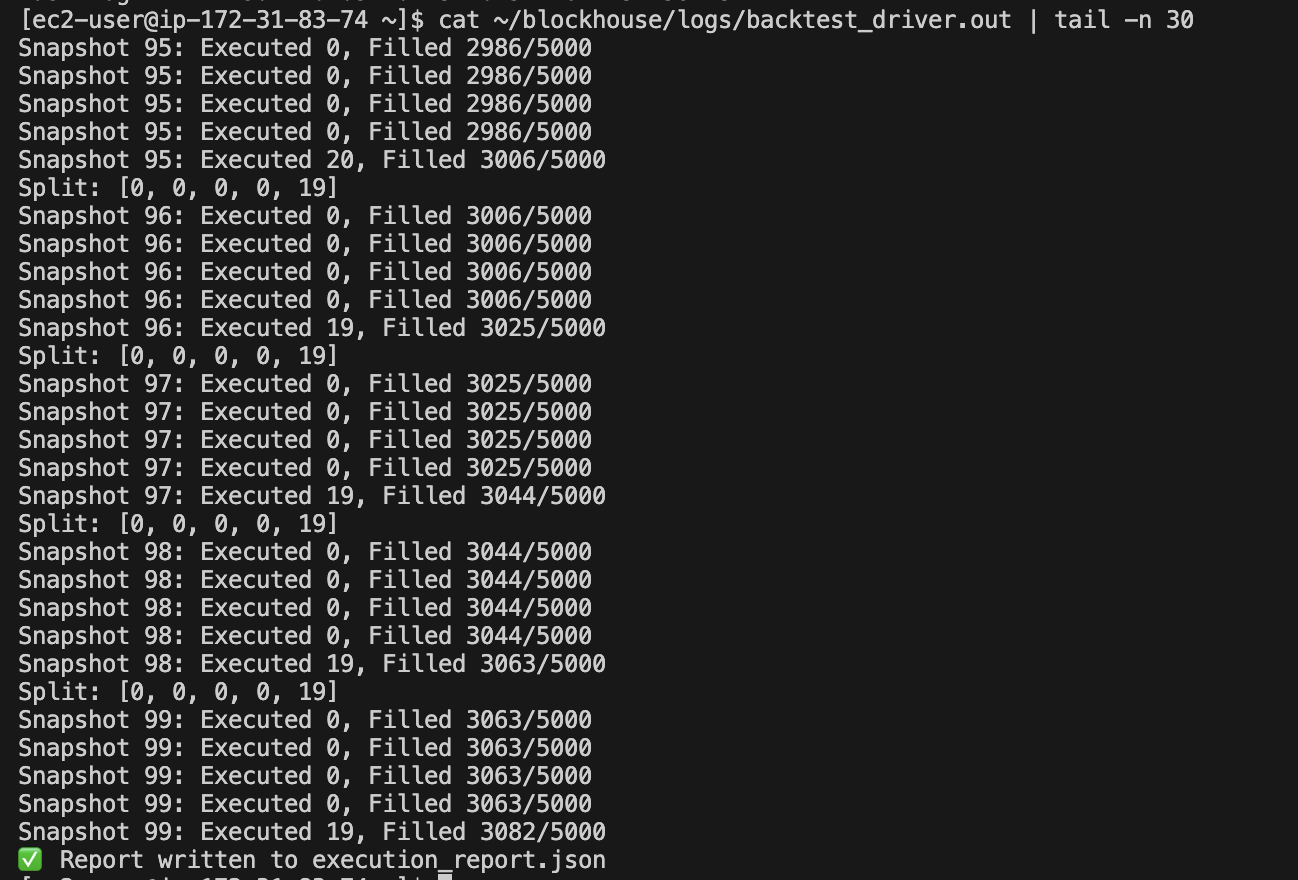 [ec2-user@ip-172-31-83-74 ~]$ cat ~/blockhouse/logs/backtest_driver.out | tail -n 30
Snapshot 95: Executed 0, Filled 2986/5000
Snapshot 95: Executed 0, Filled 2986/5000
Snapshot 95: Executed 0, Filled 2986/5000
Snapshot 95: Executed 0, Filled 2986/5000
Snapshot 95: Executed 20, Filled 3006/5000
Split: [0, 0, 0, 0, 19]
Snapshot 96: Executed 0, Filled 3006/5000
Snapshot 96: Executed 0, Filled 3006/5000
Snapshot 96: Executed 0, Filled 3006/5000
Snapshot 96: Executed 0, Filled 3006/5000
Snapshot 96: Executed 19, Filled 3025/5000
Split: [0, 0, 0, 0, 19]
Snapshot 97: Executed 0, Filled 3025/5000
Snapshot 97: Executed 0, Filled 3025/5000
Snapshot 97: Executed 0, Filled 3025/5000
Snapshot 97: Executed 0, Filled 3025/5000
Snapshot 97: Executed 19, Filled 3044/5000
Split: [0, 0, 0, 0, 19]
Snapshot 98: Executed 0, Filled 3044/5000
Snapshot 98: Executed 0, Filled 3044/5000
Snapshot 98: Executed 0, Filled 3044/5000
Snapshot 98: Executed 0, Filled 3044/5000
Snapshot 98: Executed 19, Filled 3063/5000
Split: [0, 0, 0, 0, 19]
Snapshot 99: Executed 0, Filled 3063/5000
Snapshot 99: Executed 0, Filled 3063/5000
Snapshot 99: Executed 0, Filled 3063/5000
Snapshot 99: Executed 0, Filled 3063/5000
Snapshot 99: Executed 19, Filled 3082/5000
✅ Report written to execution_report.json